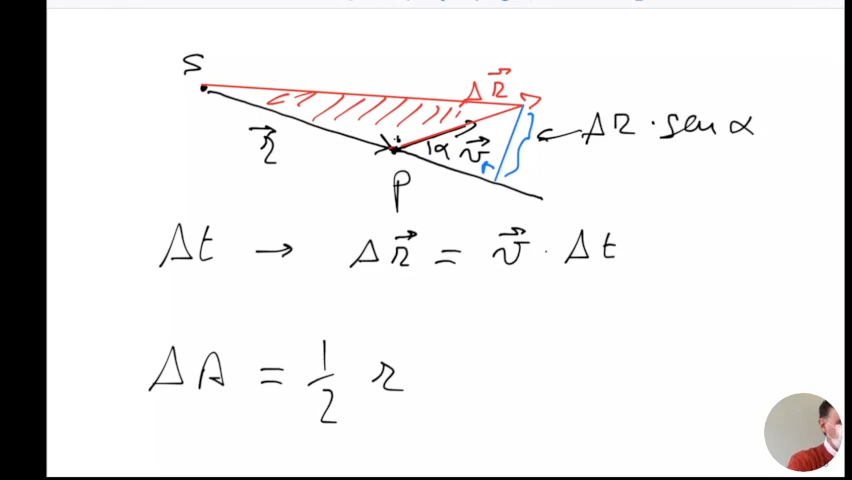 S
Δr⃗
Δr · sen α
r⃗
α v⃗
P
Δt → Δr⃗ = v⃗ · Δt
ΔA = 1/2 r